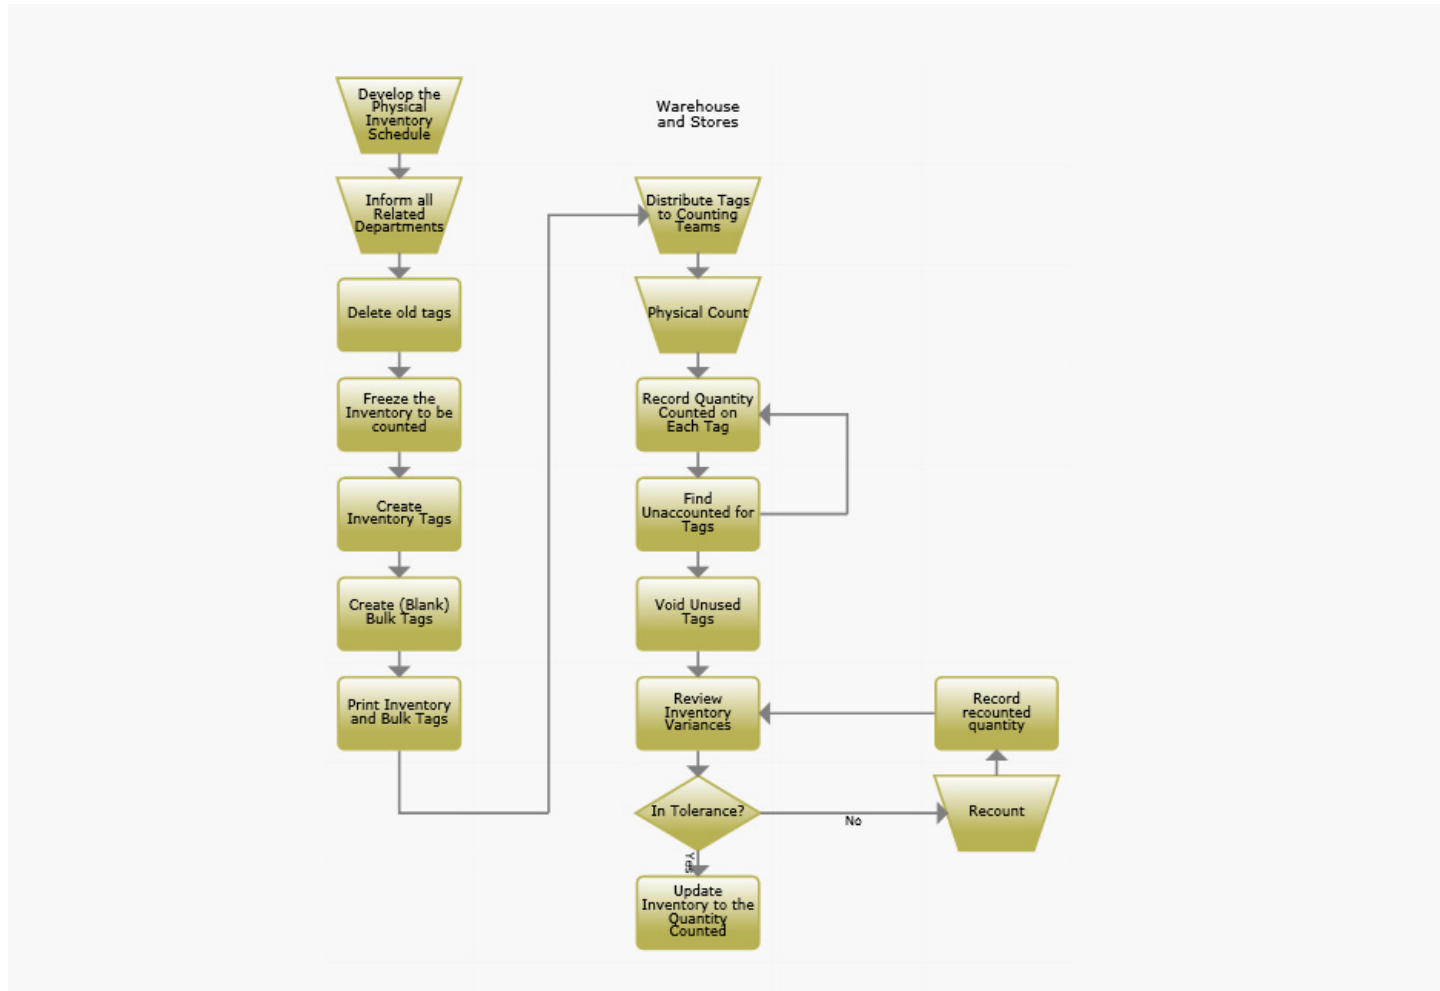 Develop the
Physical
Inventory
Schedule
Inform all
Related
Departments
Delete old tags
Freeze the
Inventory to be
counted
Create
Inventory Tags
Create (Blank)
Bulk Tags
Print Inventory
and Bulk Tags
Warehouse
and Stores
Distribute Tags
to Counting
Teams
Physical Count
Record Quantity
Counted on
Each Tag
Find
Unaccounted for
Tags
Void Unused
Tags
Review
Inventory
Variances
In Tolerance?
No
Yes
Update
Inventory to the
Quantity
Counted
Recount
Record
recounted
quantity